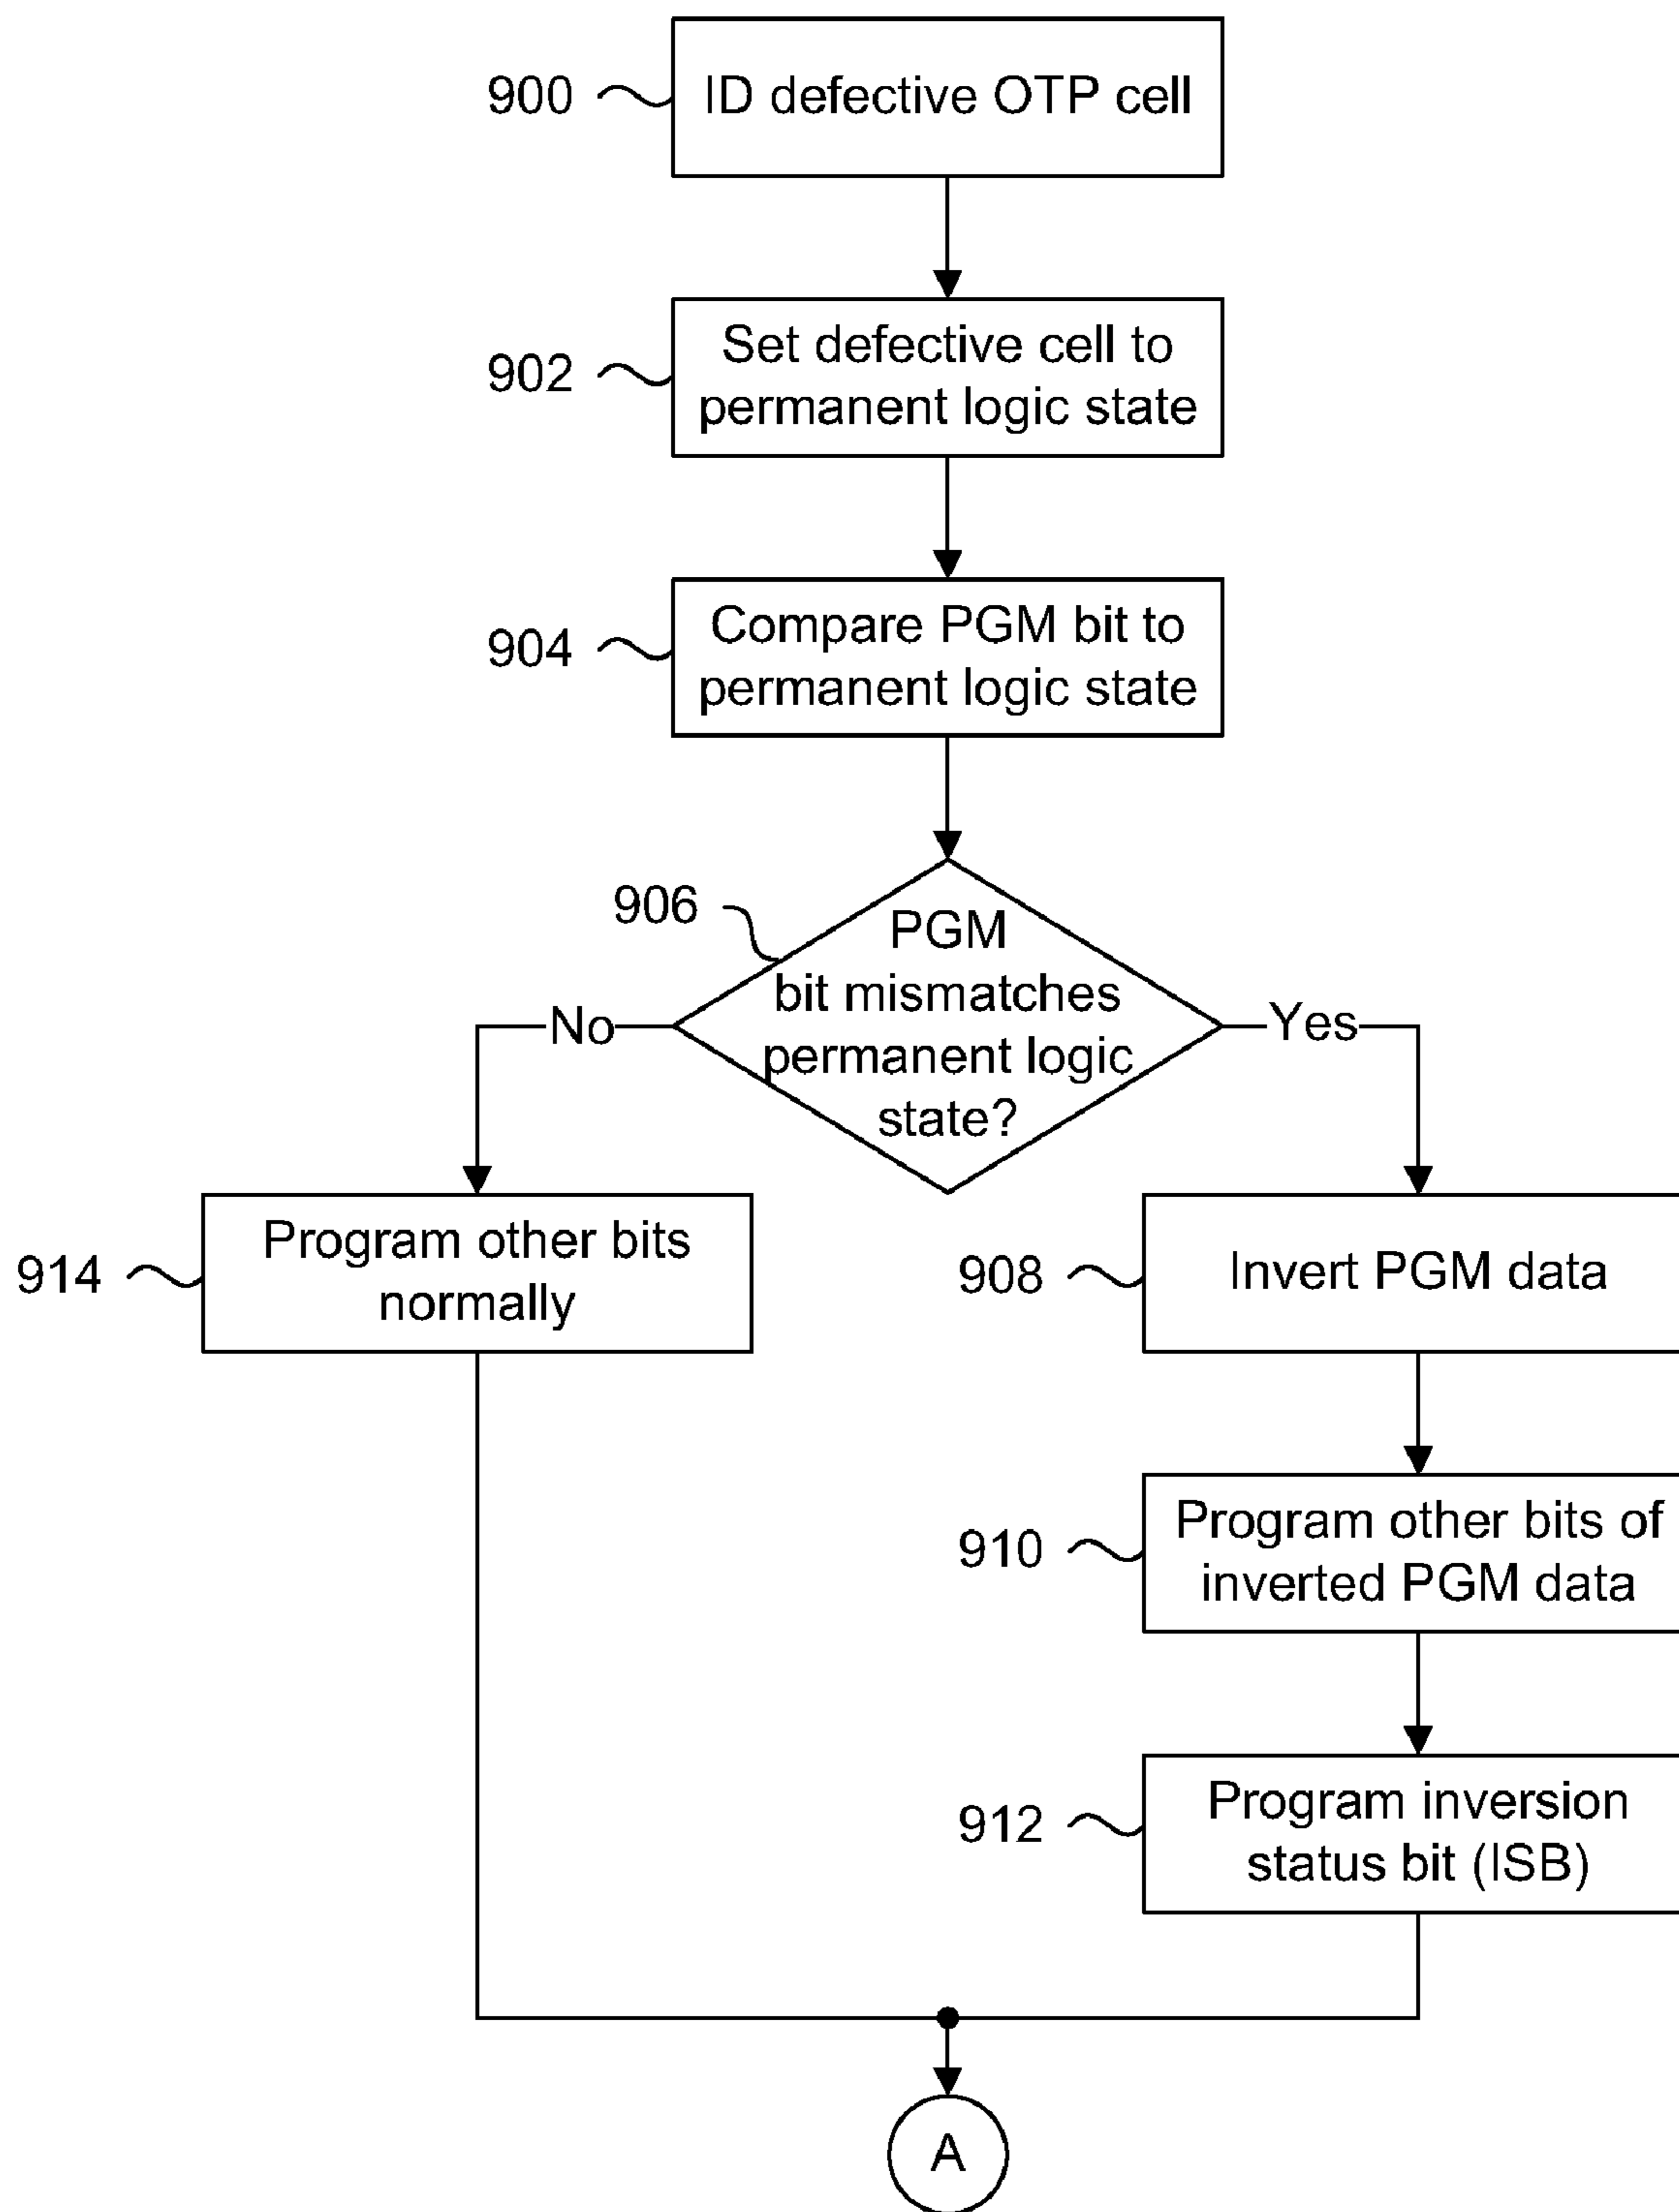 900
ID defective OTP cell
902
Set defective cell to
permanent logic state
904
Compare PGM bit to
permanent logic state
906
PGM
bit mismatches
permanent logic
state?
No
Yes
914
Program other bits
normally
908
Invert PGM data
910
Program other bits of
inverted PGM data
912
Program inversion
status bit (ISB)
A